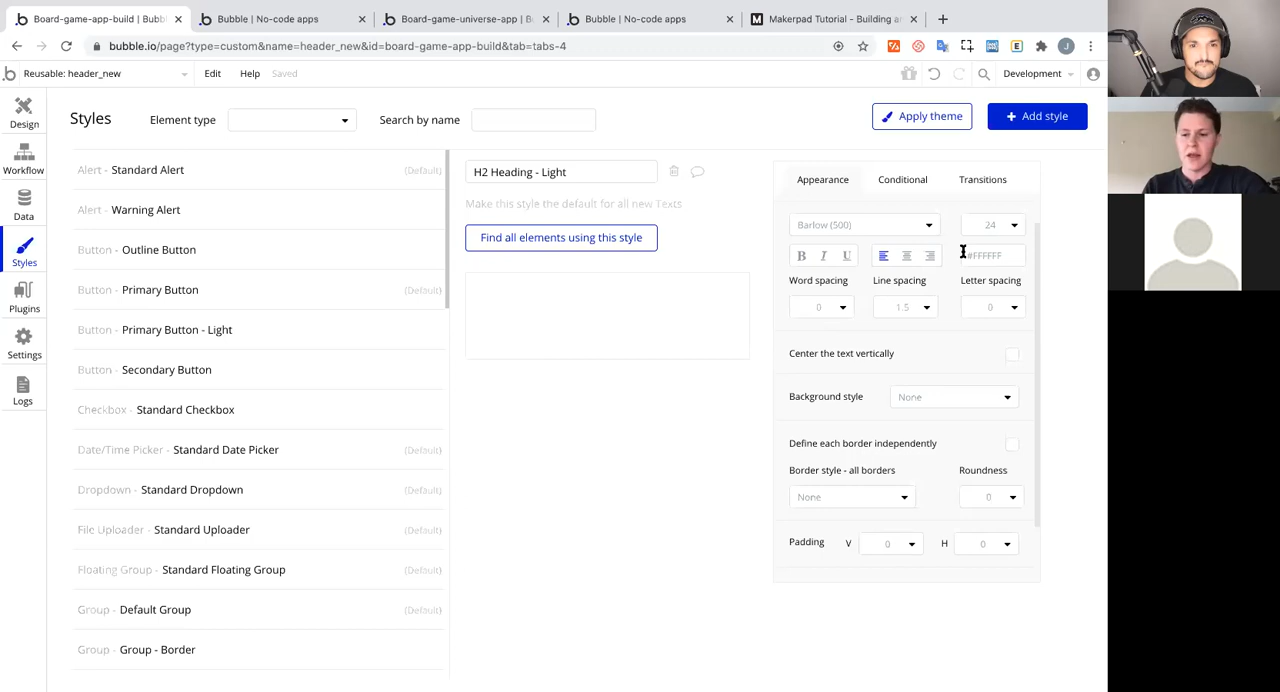 Board-game-app-build | Bubbl
Bubble | No-code apps
Board-game-universe-app | B
Bubble | No-code apps
Makerpad Tutorial - Building a
bubble.io/page?type=custom&name=header_new&id=board-game-app-build&tab=tabs-4
J
Reusable: header_new
Edit
Help
Saved
Development
Design
Workflow
Data
Styles
Plugins
Settings
Logs
Styles
Element type
Search by name
Apply theme
+ Add style
Alert - Standard Alert (Default)
Alert - Warning Alert
Button - Outline Button
Button - Primary Button (Default)
Button - Primary Button - Light
Button - Secondary Button
Checkbox - Standard Checkbox
Date/Time Picker - Standard Date Picker (Default)
Dropdown - Standard Dropdown (Default)
File Uploader - Standard Uploader (Default)
Floating Group - Standard Floating Group (Default)
Group - Default Group (Default)
Group - Group - Border
H2 Heading - Light
Make this style the default for all new Texts
Find all elements using this style
Appearance
Conditional
Transitions
Barlow (500)
24
B I U
#FFFFFF
Word spacing
Line spacing
Letter spacing
0
1.5
0
Center the text vertically
Background style
None
Define each border independently
Border style - all borders
Roundness
None
0
Padding
V
0
H
0